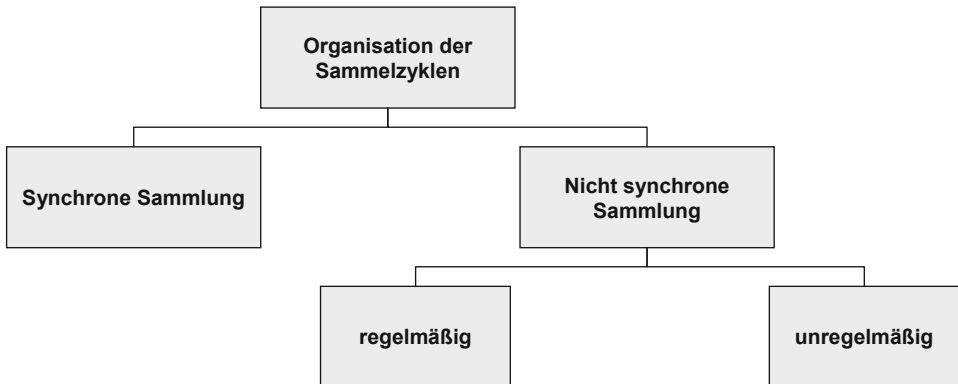 Organisation der
Sammelzyklen
Synchrone Sammlung
Nicht synchrone
Sammlung
regelmäßig
unregelmäßig